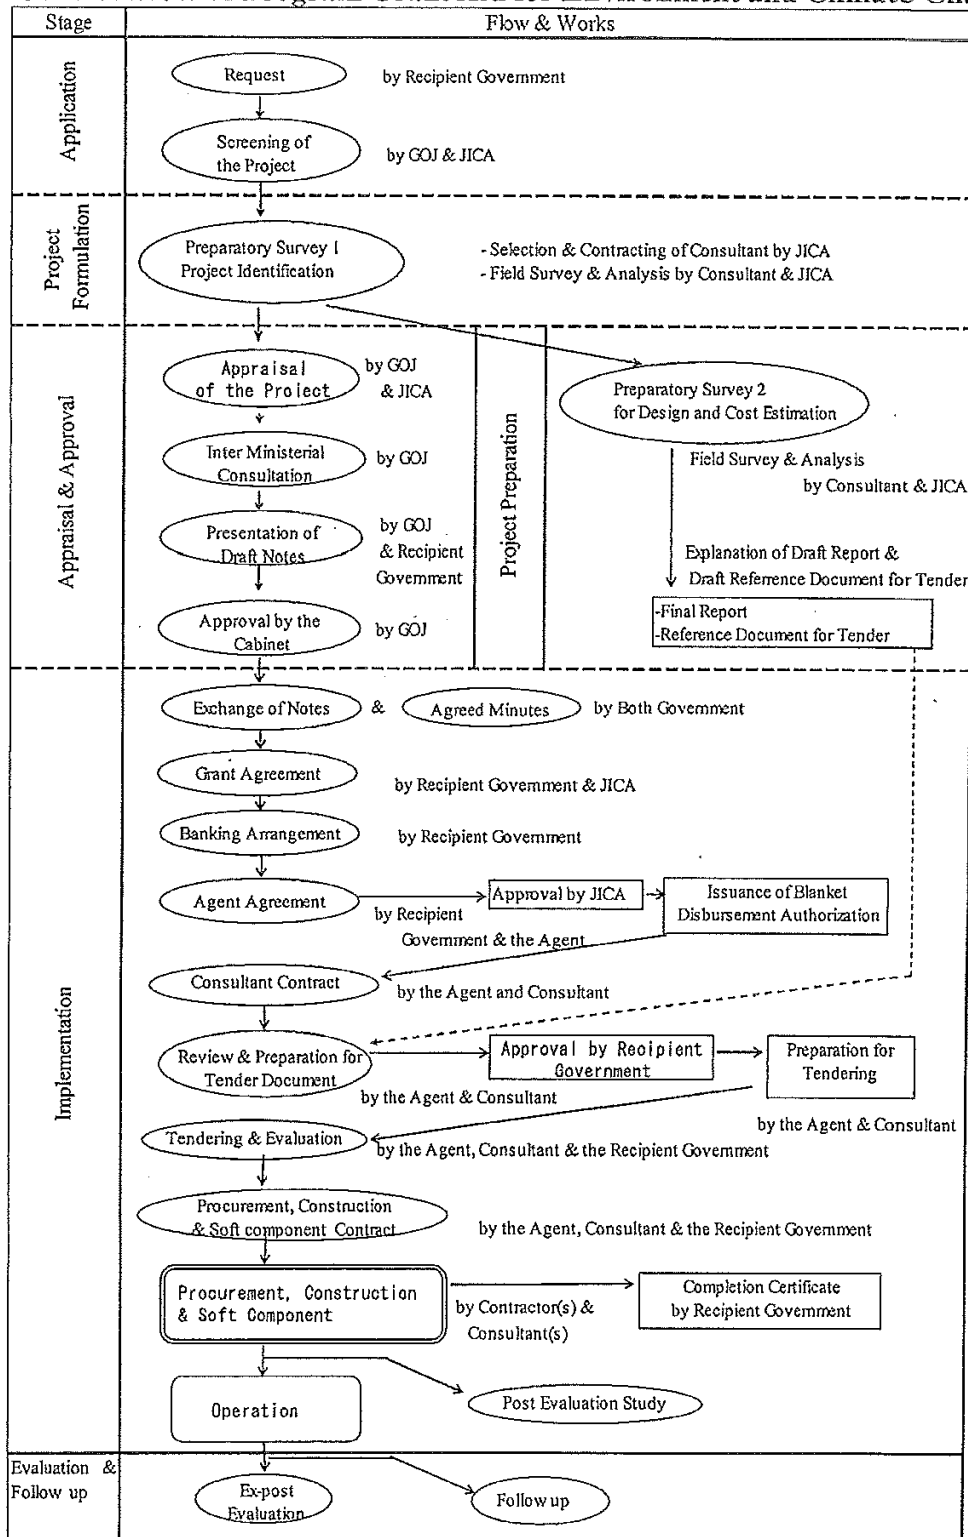 Stage
Flow & Works
Application
Request
by Recipient Government
Screening of
the Project
by GOJ & JICA
Project
Formulation
Preparatory Survey 1
Project Identification
- Selection & Contracting of Consultant by JICA
- Field Survey & Analysis by Consultant & JICA
Appraisal & Approval
Appraisal
of the Project
by GOJ
& JICA
Inter Ministerial
Consultation
by GOJ
Presentation of
Draft Notes
by GOJ
& Recipient
Government
Approval by the
Cabinet
by GOJ
Project Preparation
Preparatory Survey 2
for Design and Cost Estimation
Field Survey & Analysis
by Consultant & JICA
Explanation of Draft Report &
Draft Referrence Document for Tender
-Final Report
-Reference Document for Tender
Implementation
Exchange of Notes
&
Agreed Minutes
by Both Government
Grant Agreement
by Recipient Government & JICA
Banking Arrangement
by Recipient Government
Agent Agreement
by Recipient
Government & the Agent
Approval by JICA
Issuance of Blanket
Disbursement Authorization
Consultant Contract
by the Agent and Consultant
Review & Preparation for
Tender Document
by the Agent & Consultant
Approval by Recipient
Government
Preparation for
Tendering
by the Agent & Consultant
Tendering & Evaluation
by the Agent, Consultant & the Recipient Government
Procurement, Construction
& Soft component Contract
by the Agent, Consultant & the Recipient Government
Procurement, Construction
& Soft Component
by Contractor(s) &
Consultant(s)
Completion Certificate
by Recipient Government
Operation
Post Evaluation Study
Evaluation &
Follow up
Ex-post
Evaluation
Follow up